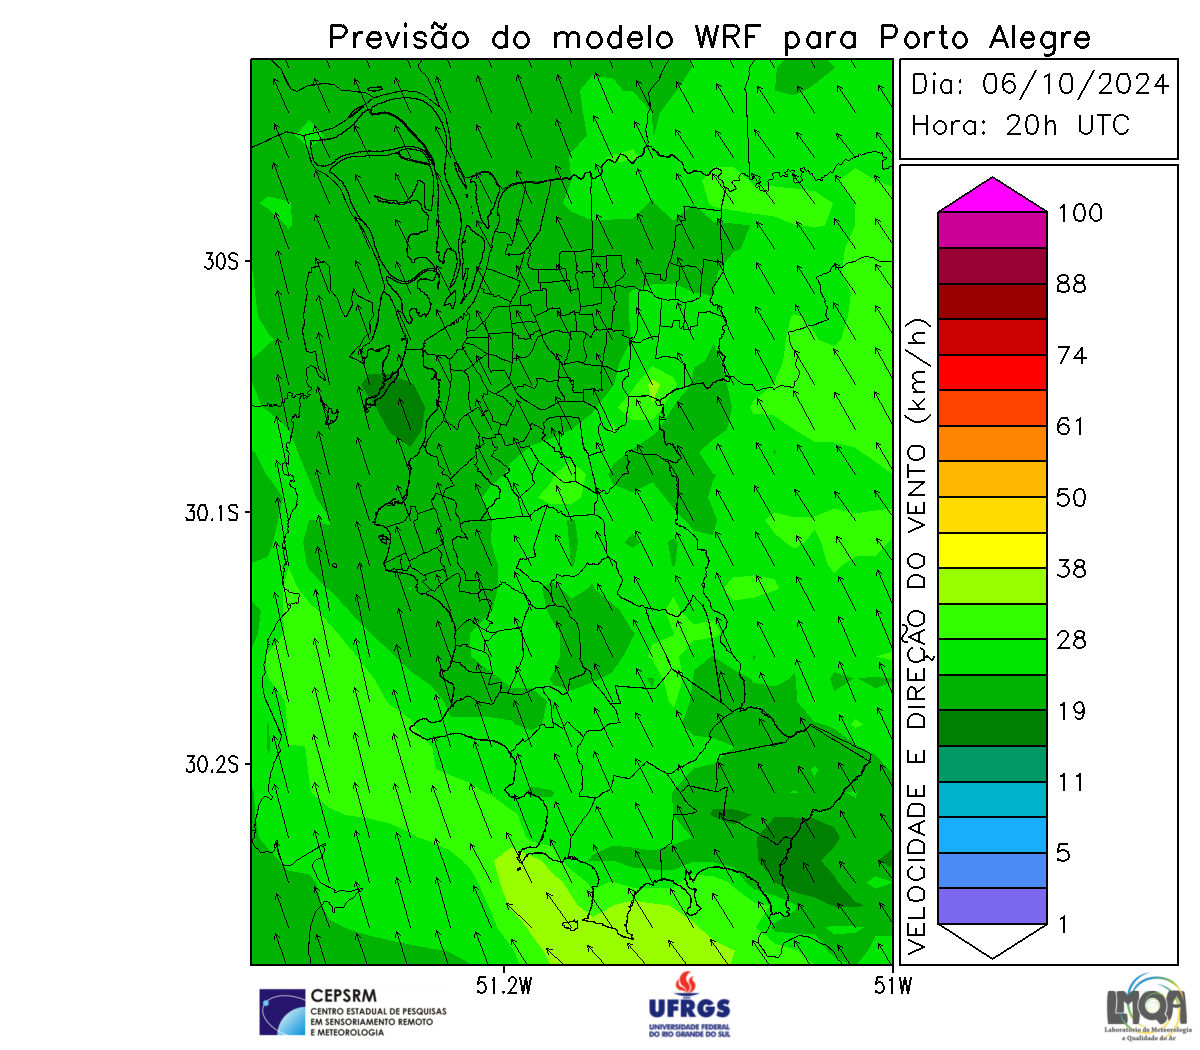 Previsão do modelo WRF para Porto Alegre
Dia: 06/10/2024
Hora: 20h UTC
30S
30.1S
30.2S
51.2W
51W
VELOCIDADE E DIREÇÃO DO VENTO (km/h)
100
88
74
61
50
38
28
19
11
5
1
CEPSRM
CENTRO ESTADUAL DE PESQUISAS
EM SENSORIAMENTO REMOTO
E METEOROLOGIA
UFRGS
UNIVERSIDADE FEDERAL
DO RIO GRANDE DO SUL
LMQA
Laboratório de Meteorologia
e Qualidade do Ar